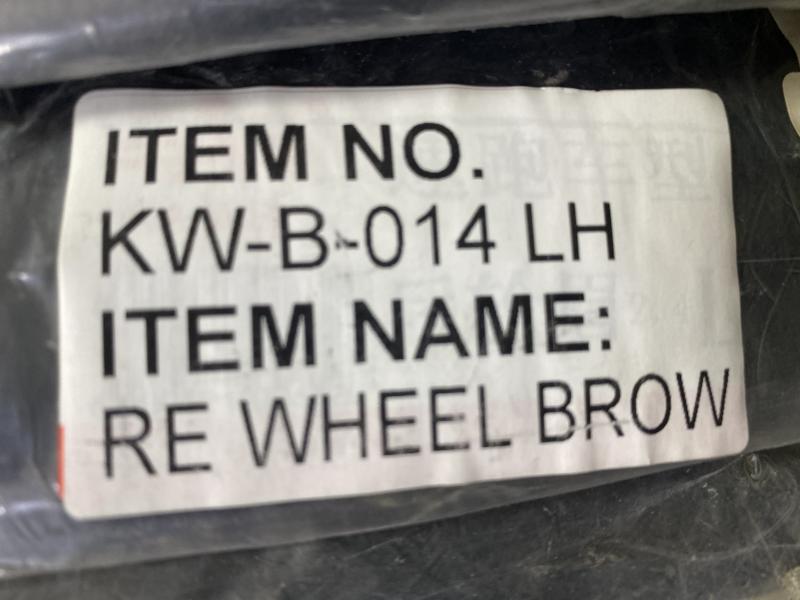 ITEM NO.
KW-B-014 LH
ITEM NAME:
RE WHEEL BROW